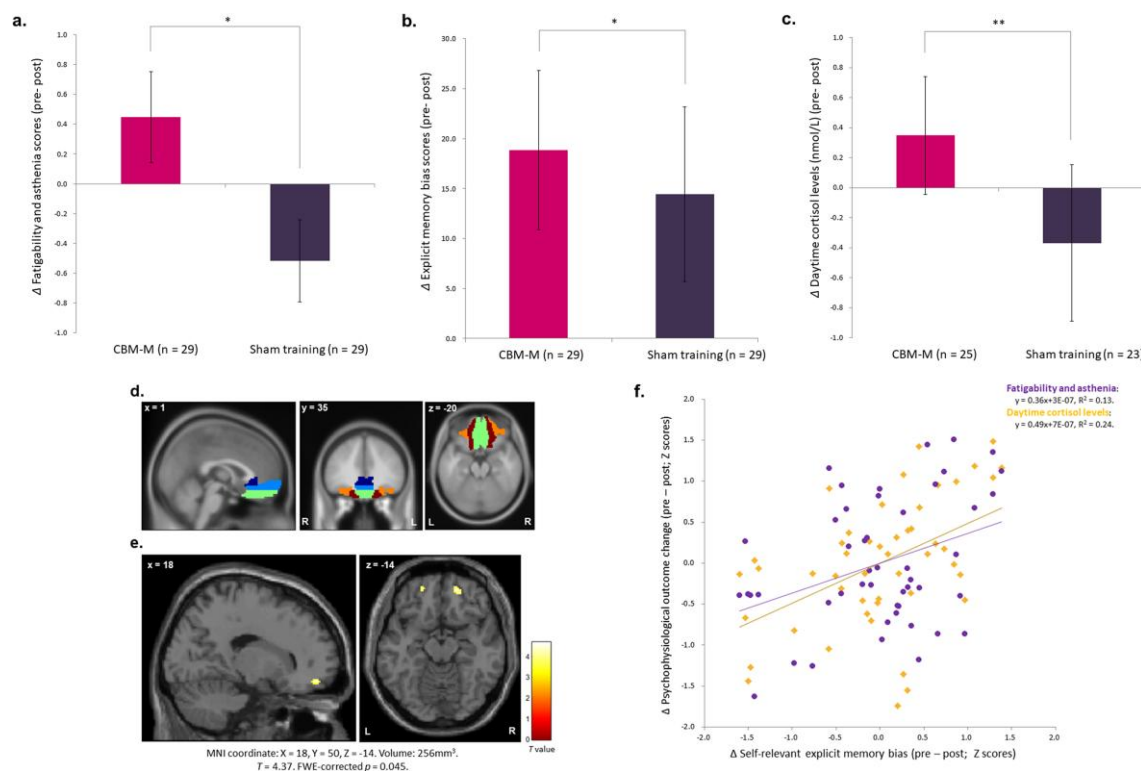 a.
*
Δ Fatigability and asthenia scores (pre- post)
1.0
0.8
0.6
0.4
0.2
0.0
-0.2
-0.4
-0.6
-0.8
-1.0
CBM-M (n = 29)
Sham training (n = 29)
b.
*
Δ Explicit memory bias scores (pre- post)
30.0
25.0
20.0
15.0
10.0
5.0
0.0
CBM-M (n = 29)
Sham training (n = 29)
c.
**
Δ Daytime cortisol levels (nmol/L) (pre- post)
1
0.8
0.6
0.4
0.2
0
-0.2
-0.4
-0.6
-0.8
-1
CBM-M (n = 25)
Sham training (n = 23)
d.
x = 1
y = 35
R
L
z = -20
L
R
e.
x = 18
z = -14
L
R
4
3
2
1
0
T value
MNI coordinate: X = 18, Y = 50, Z = -14. Volume: 256mm³.
T = 4.37. FWE-corrected p = 0.045.
f.
Fatigability and asthenia:
y = 0.36x+3E-07, R² = 0.13.
Daytime cortisol levels:
y = 0.49x+7E-07, R² = 0.24.
Δ Psychophysiological outcome change (pre – post; Z scores)
2.0
1.5
1.0
0.5
0.0
-0.5
-1.0
-1.5
-2.0
-2.0
-1.5
-1.0
-0.5
0.0
0.5
1.0
1.5
2.0
Δ Self-relevant explicit memory bias (pre – post; Z scores)